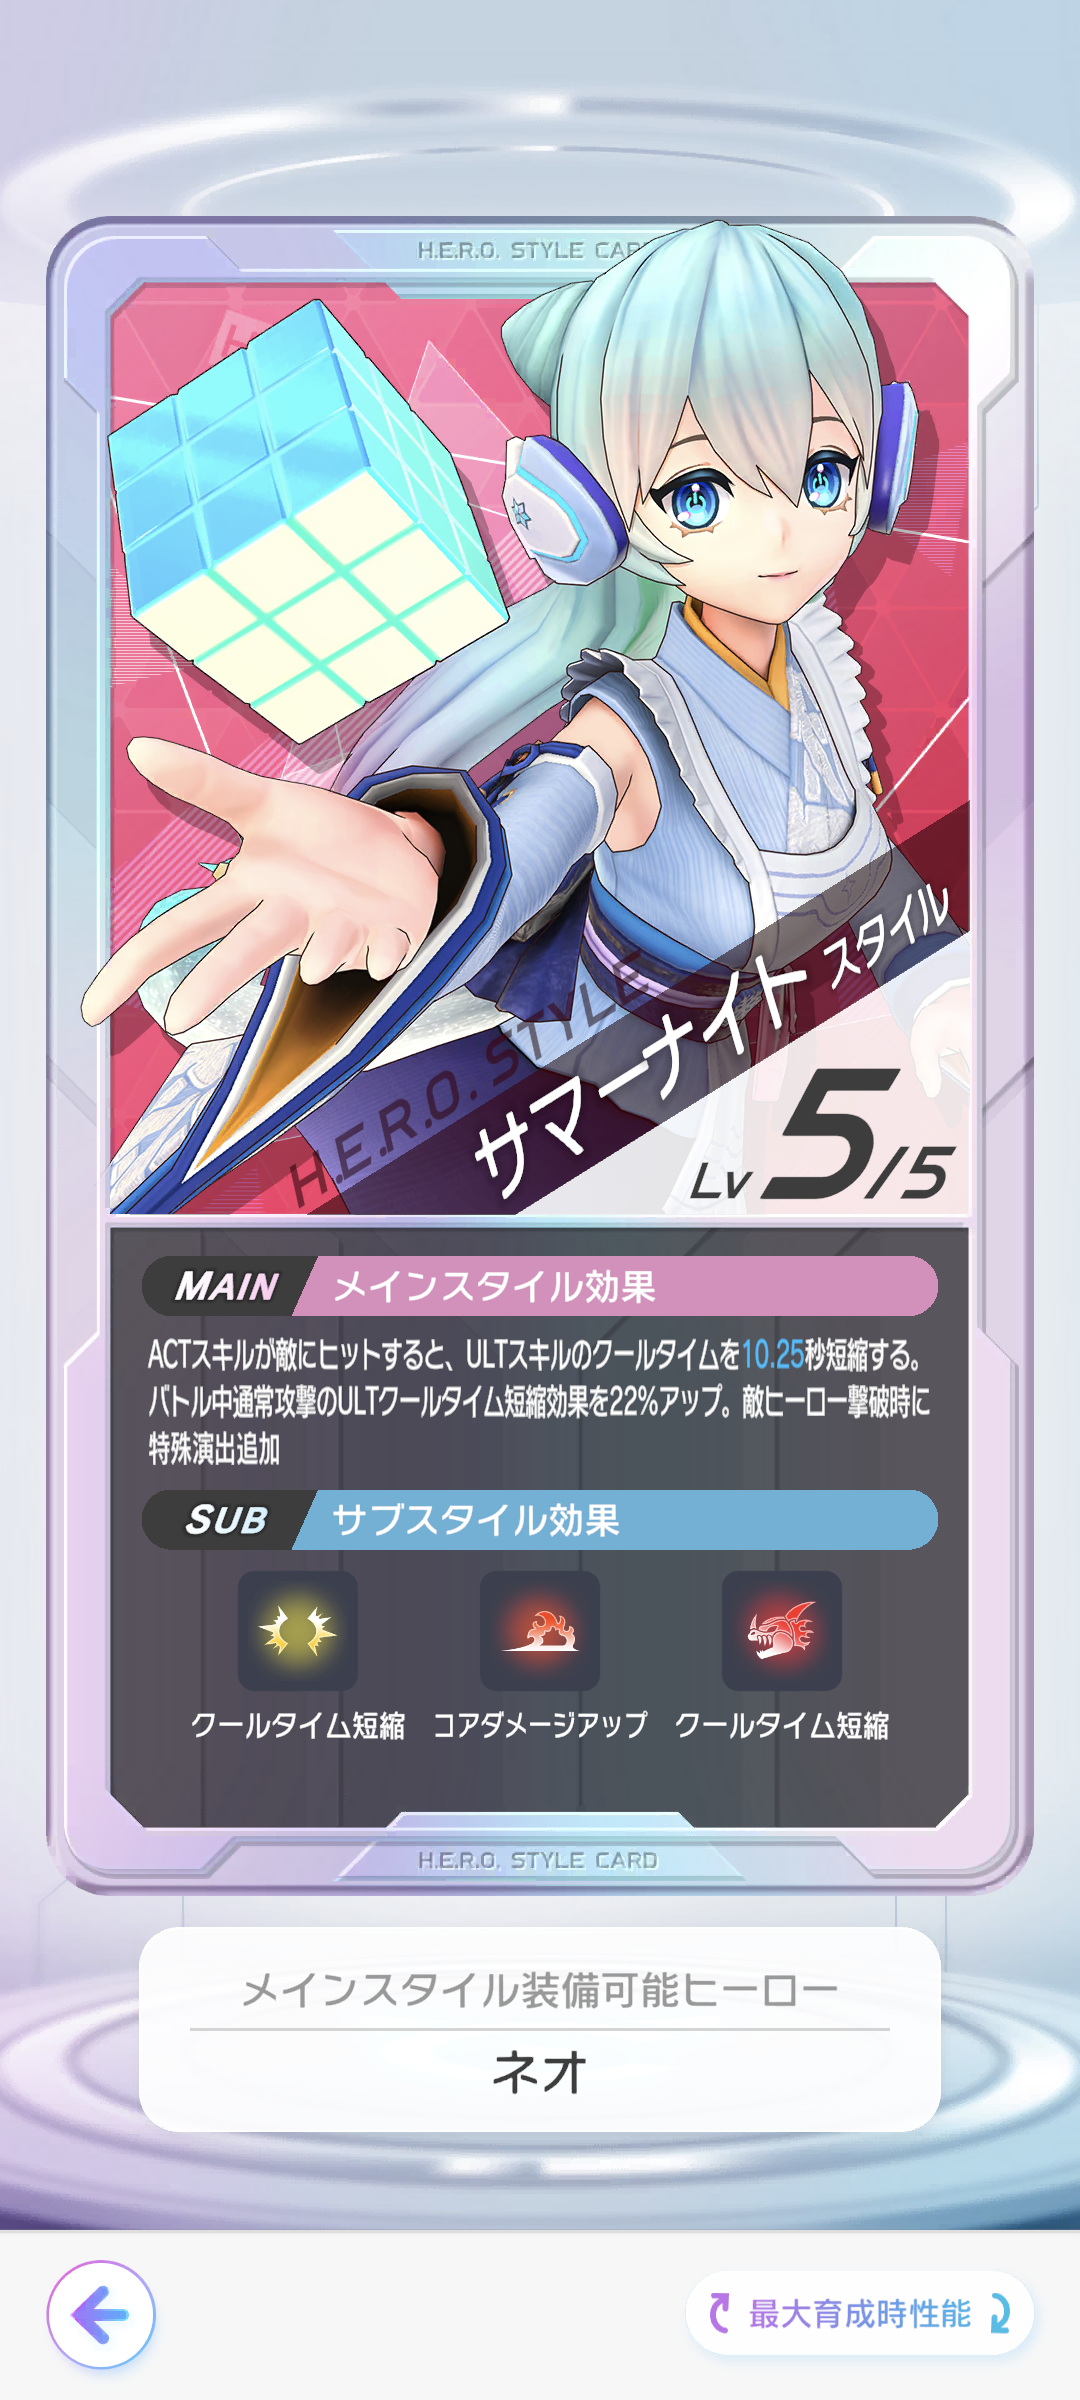 H.E.R.O. STYLE CARD
H.E.R.O. STYLE
サマーナイト スタイル
Lv 5/5
MAIN メインスタイル効果
ACTスキルが敵にヒットすると、ULTスキルのクールタイムを10.25秒短縮する。
バトル中通常攻撃のULTクールタイム短縮効果を22%アップ。敵ヒーロー撃破時に
特殊演出追加
SUB サブスタイル効果
クールタイム短縮 コアダメージアップ クールタイム短縮
H.E.R.O. STYLE CARD
メインスタイル装備可能ヒーロー
ネオ
最大育成時性能